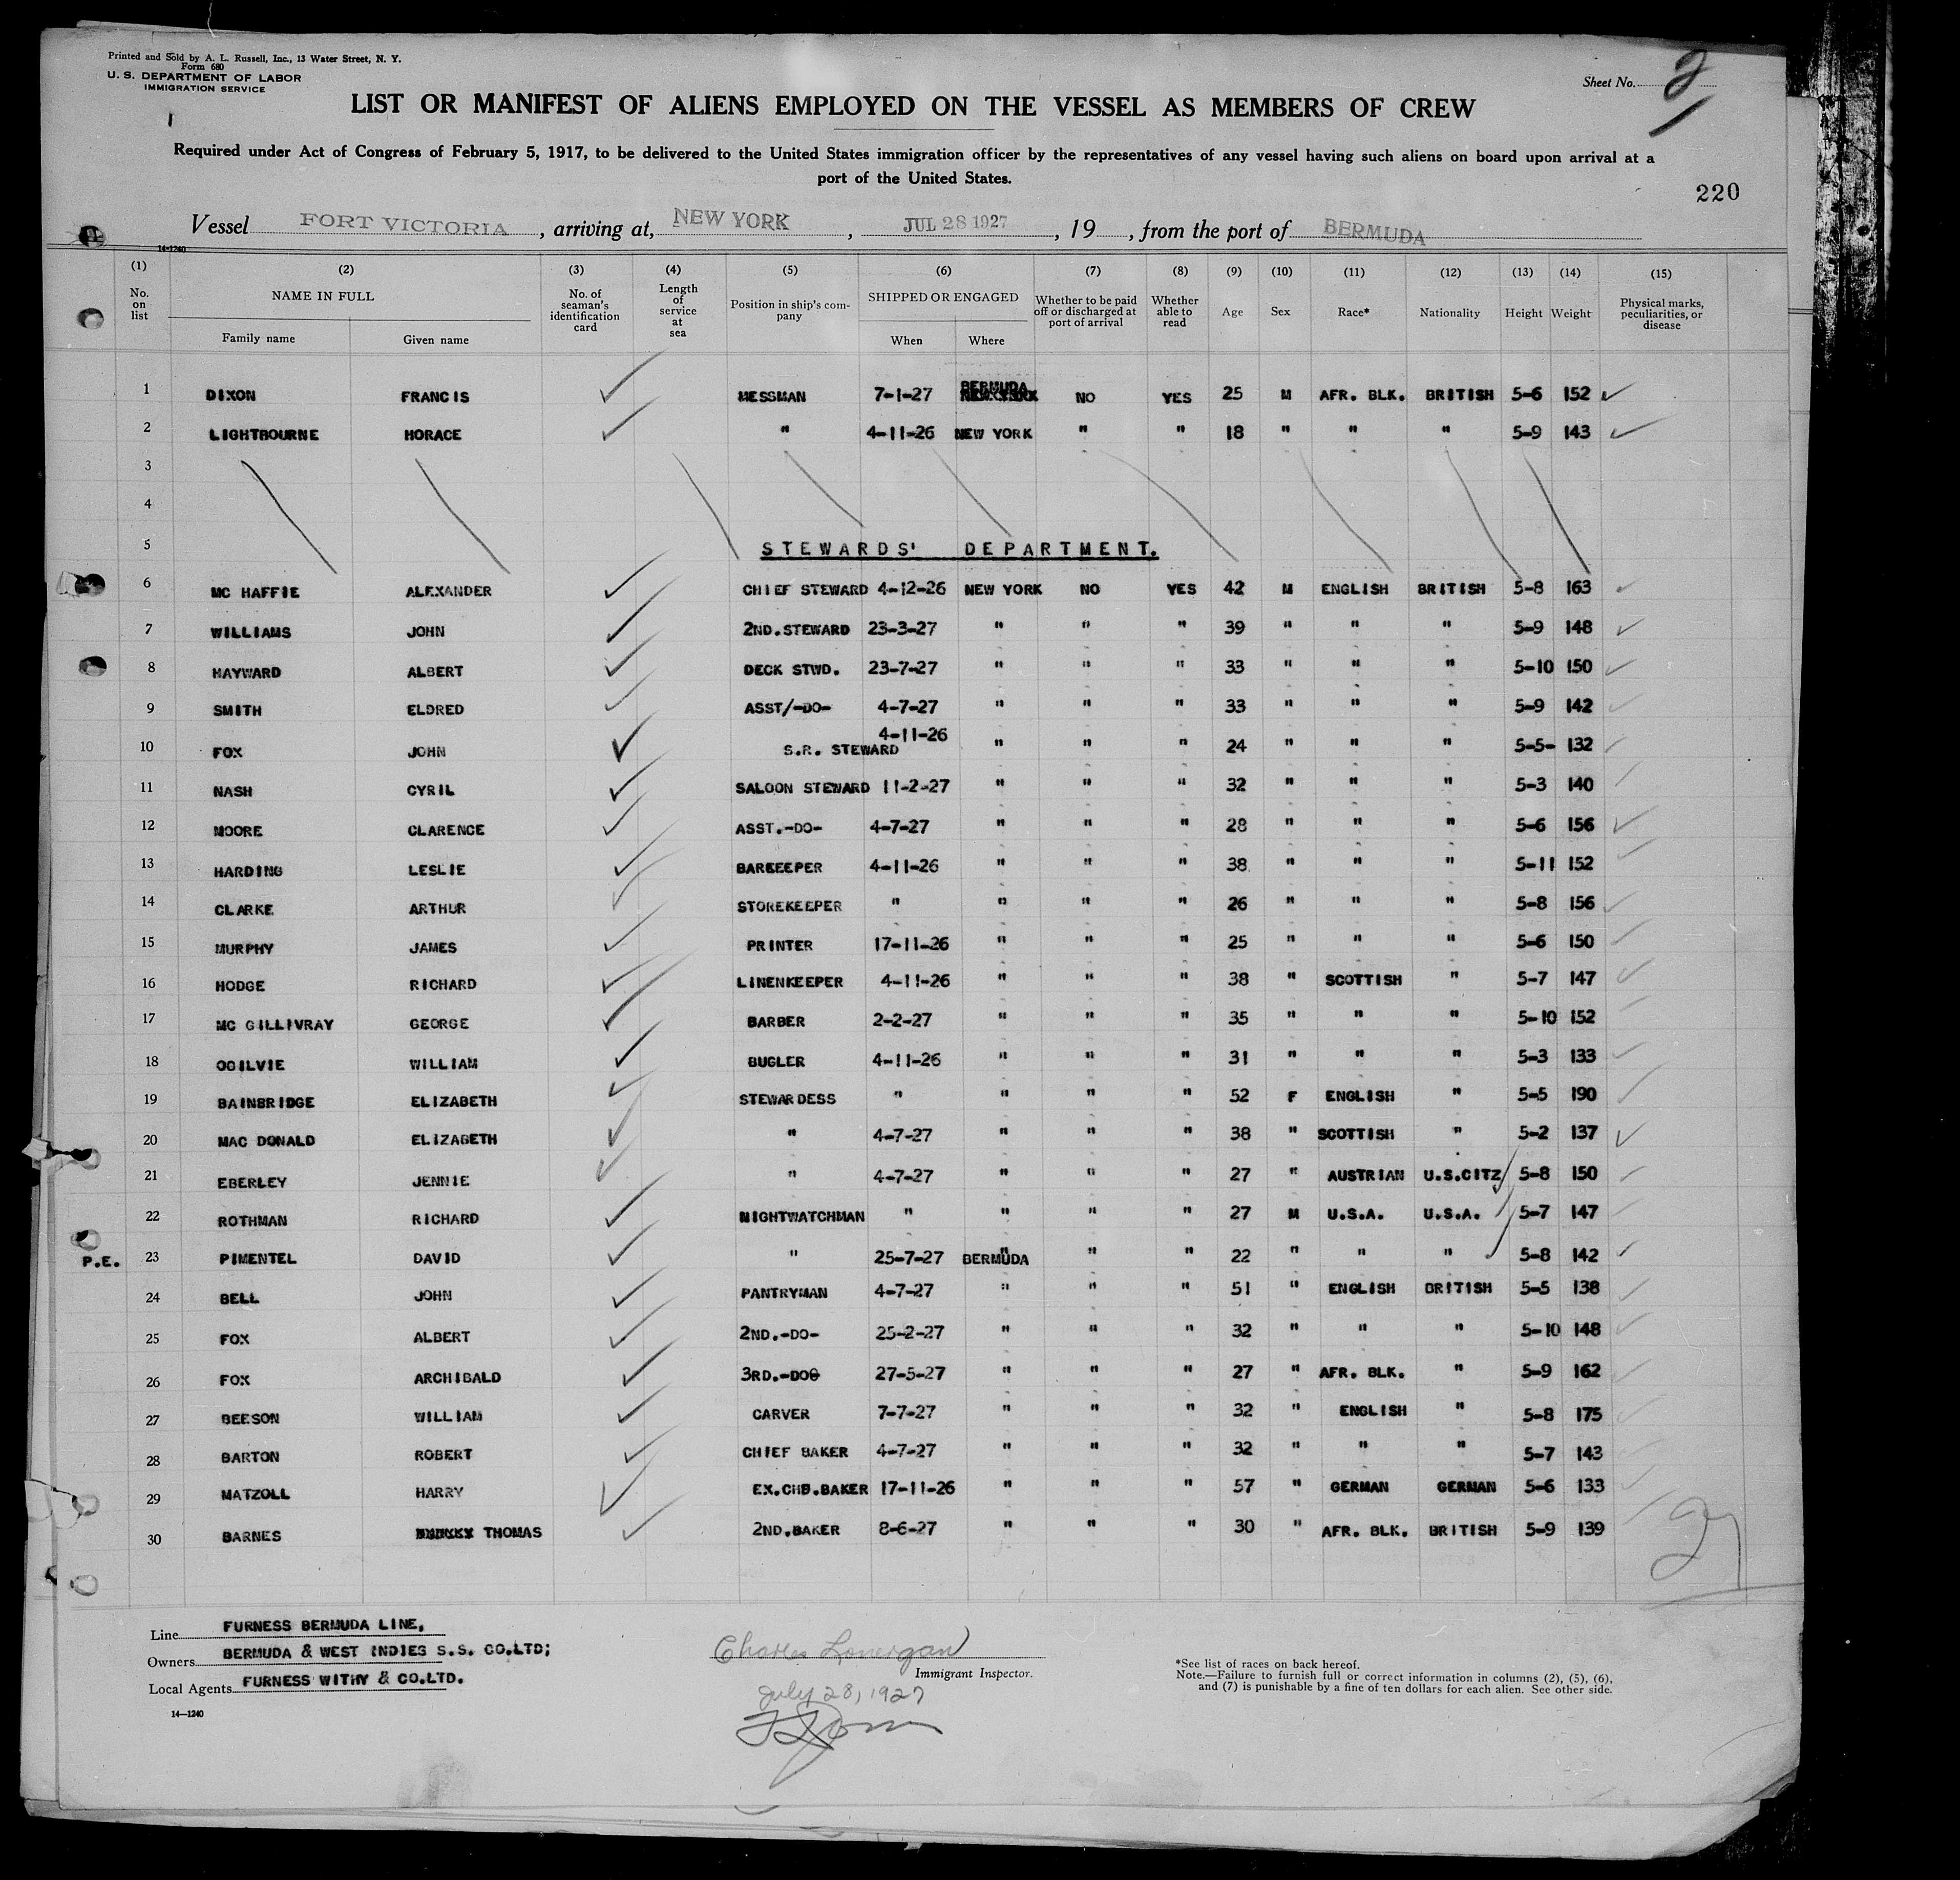 Printed and Sold by A. L. Russell, Inc., 13 Water Street, N. Y.
Form 680
U. S. DEPARTMENT OF LABOR
IMMIGRATION SERVICE
Sheet No. 2
LIST OR MANIFEST OF ALIENS EMPLOYED ON THE VESSEL AS MEMBERS OF CREW
Required under Act of Congress of February 5, 1917, to be delivered to the United States immigration officer by the representatives of any vessel having such aliens on board upon arrival at a
port of the United States.
220
Vessel FORT VICTORIA, arriving at, NEW YORK, JUL 28 1927, 19, from the port of BERMUDA
14-1240
(1) (2) (3) (4) (5) (6) (7) (8) (9) (10) (11) (12) (13) (14) (15)
No. on list NAME IN FULL Family name Given name No. of seaman's identification card Length of service at sea Position in ship's company SHIPPED OR ENGAGED When Where Whether to be paid off or discharged at port of arrival Whether able to read Age Sex Race* Nationality Height Weight Physical marks, peculiarities, or disease
1 DIXON FRANCIS MESSMAN 7-1-27 BERMUDA NO YES 25 M AFR. BLK. BRITISH 5-6 152
2 LIGHTBOURNE HORACE " 4-11-26 NEW YORK " " 18 " " " 5-9 143
3
4
5 STEWARDS' DEPARTMENT.
6 MC HAFFIE ALEXANDER CHIEF STEWARD 4-12-26 NEW YORK NO YES 42 M ENGLISH BRITISH 5-8 163
7 WILLIAMS JOHN 2ND.STEWARD 23-3-27 " " " 39 " " " 5-9 148
8 HAYWARD ALBERT DECK STWD. 23-7-27 " " " 33 " " " 5-10 150
9 SMITH ELDRED ASST/-DO- 4-7-27 " " " 33 " " " 5-9 142
10 FOX JOHN S.R. STEWARD 4-11-26 " " " 24 " " " 5-5- 132
11 NASH CYRIL SALOON STEWARD 11-2-27 " " " 32 " " " 5-3 140
12 MOORE CLARENCE ASST.-DO- 4-7-27 " " " 28 " " " 5-6 156
13 HARDING LESLIE BAREEEPER 4-11-26 " " " 38 " " " 5-11 152
14 CLARKE ARTHUR STOREKEEPER " " " " 26 " " " 5-8 156
15 MURPHY JAMES PRINTER 17-11-26 " " " 25 " " " 5-6 150
16 HODGE RICHARD LINENKEEPER 4-11-26 " " " 38 " SCOTTISH " 5-7 147
17 MC GILLIVRAY GEORGE BARBER 2-2-27 " " " 35 " " " 5-10 152
18 OGILVIE WILLIAM BUGLER 4-11-26 " " " 31 " " " 5-3 133
19 BAINBRIDGE ELIZABETH STEWARDESS " " " " 52 F ENGLISH " 5-5 190
20 MAC DONALD ELIZABETH " 4-7-27 " " " 38 " SCOTTISH " 5-2 137
21 EBERLEY JENNIE " 4-7-27 " " " 27 " AUSTRIAN U.S.CITZ 5-8 150
22 ROTHMAN RICHARD NIGHTWATCHMAN " " " " 27 M U.S.A. U.S.A. 5-7 147
P.E. 23 PIMENTEL DAVID " 25-7-27 BERMUDA " " 22 " " " 5-8 142
24 BELL JOHN PANTRYMAN 4-7-27 " " " 51 " ENGLISH BRITISH 5-5 138
25 FOX ALBERT 2ND.-DO- 25-2-27 " " " 32 " " " 5-10 148
26 FOX ARCHIBALD 3RD.-DO 27-5-27 " " " 27 " AFR. BLK. " 5-9 162
27 BEESON WILLIAM CARVER 7-7-27 " " " 32 " ENGLISH " 5-8 175
28 BARTON ROBERT CHIEF BAKER 4-7-27 " " " 32 " " " 5-7 143
29 MATZOLL HARRY EX.CHB.BAKER 17-11-26 " " " 57 " GERMAN GERMAN 5-6 133
30 BARNES THOMAS 2ND.BAKER 8-6-27 " " " 30 " AFR. BLK. BRITISH 5-9 139
27
Line FURNESS BERMUDA LINE,
Owners BERMUDA & WEST INDIES S.S. CO.LTD;
Local Agents FURNESS WITHY & CO.LTD.
14—1240
Charles Lonergan
Immigrant Inspector.
July 28, 1927
*See list of races on back hereof.
Note.—Failure to furnish full or correct information in columns (2), (5), (6),
and (7) is punishable by a fine of ten dollars for each alien. See other side.